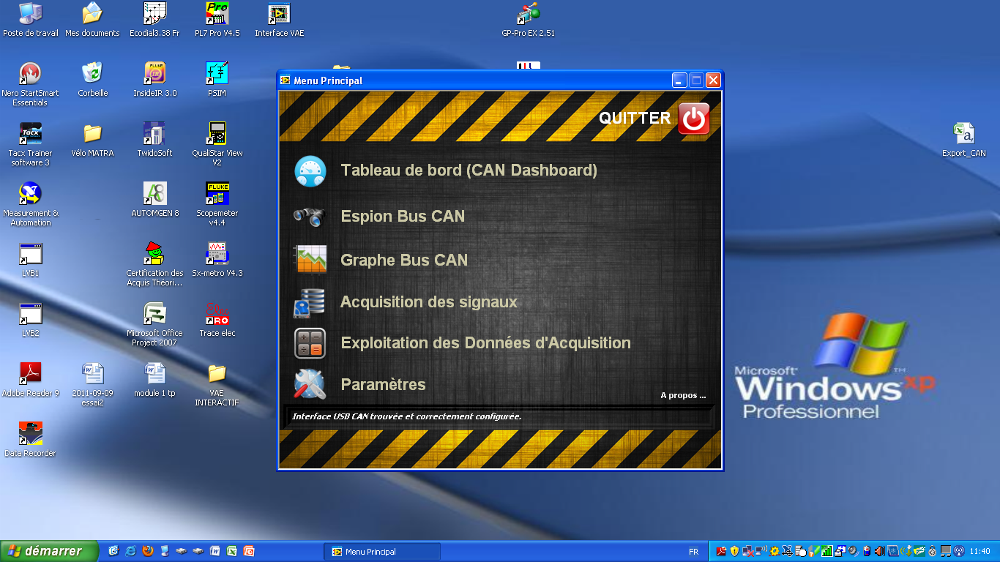 Poste de travail
Mes documents
Ecodial3.38 Fr
Pro
PL7 Pro V4.5
Interface VAE
GP-Pro EX 2.51
Nero StartSmart
Essentials
Corbeille
FLUKE
InsideIR 3.0
PSIM
Tacx
Tacx Trainer
software 3
Vélo MATRA
TwidoSoft
QualiStar View
V2
Measurement &
Automation
AUTOMGEN 8
FLUKE
Scopemeter
v4.4
LVB1
Certification des
Acquis Théori...
Sx-metro V4.3
LVB2
Microsoft Office
Project 2007
Trace elec
Adobe Reader 9
2011-09-09
essai2
module 1 tp
VAE
INTERACTIF
Data Recorder
Menu Principal
QUITTER
Tableau de bord (CAN Dashboard)
Espion Bus CAN
Graphe Bus CAN
Acquisition des signaux
Exploitation des Données d'Acquisition
Paramètres
A propos ...
Interface USB CAN trouvée et correctement configurée.
Export_CAN
Microsoft®
Windows xp
Professionnel
démarrer
Menu Principal
FR
11:40